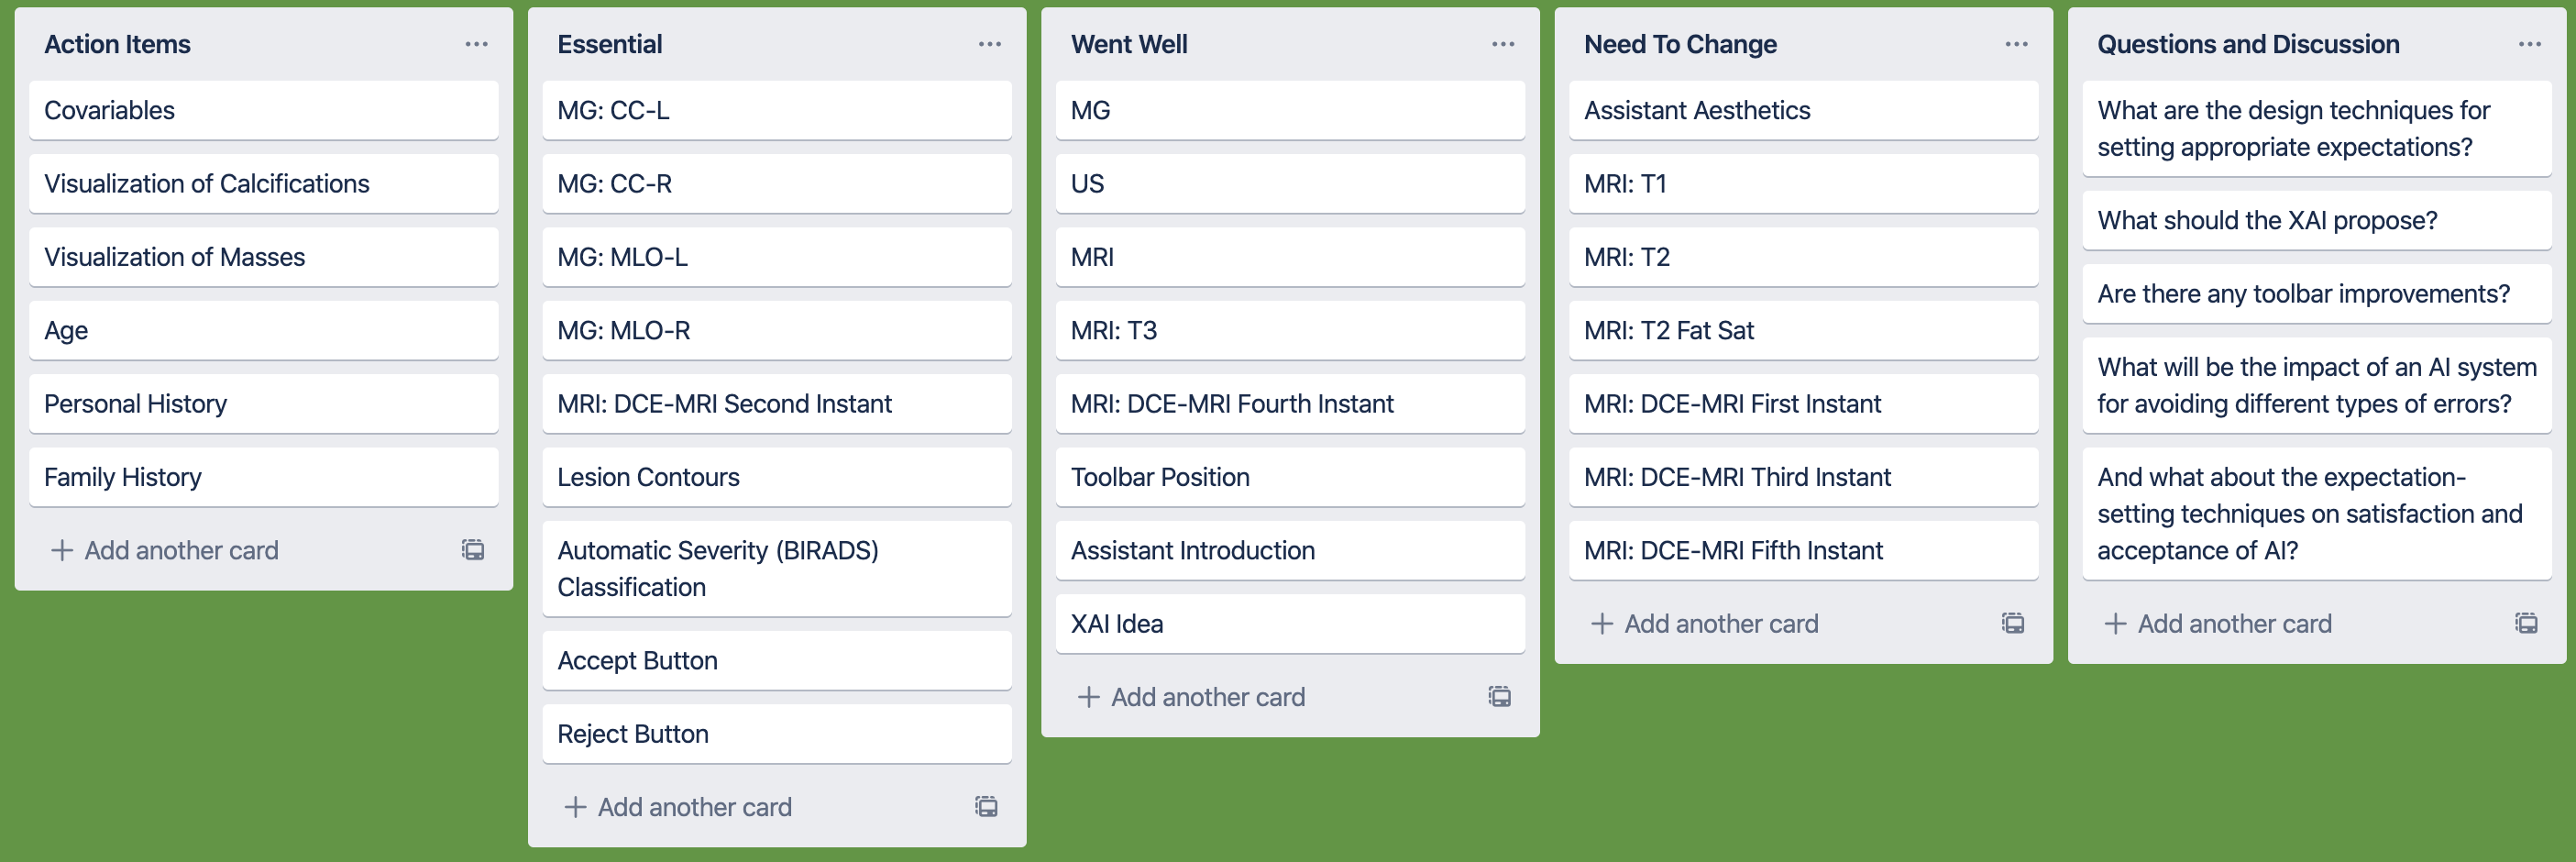 Action Items
Covariables
Visualization of Calcifications
Visualization of Masses
Age
Personal History
Family History
Add another card
Essential
MG: CC-L
MG: CC-R
MG: MLO-L
MG: MLO-R
MRI: DCE-MRI Second Instant
Lesion Contours
Automatic Severity (BIRADS)
Classification
Accept Button
Reject Button
Add another card
Went Well
MG
US
MRI
MRI: T3
MRI: DCE-MRI Fourth Instant
Toolbar Position
Assistant Introduction
XAI Idea
Add another card
Need To Change
Assistant Aesthetics
MRI: T1
MRI: T2
MRI: T2 Fat Sat
MRI: DCE-MRI First Instant
MRI: DCE-MRI Third Instant
MRI: DCE-MRI Fifth Instant
Add another card
Questions and Discussion
What are the design techniques for
setting appropriate expectations?
What should the XAI propose?
Are there any toolbar improvements?
What will be the impact of an AI system
for avoiding different types of errors?
And what about the expectation-
setting techniques on satisfaction and
acceptance of AI?
Add another card